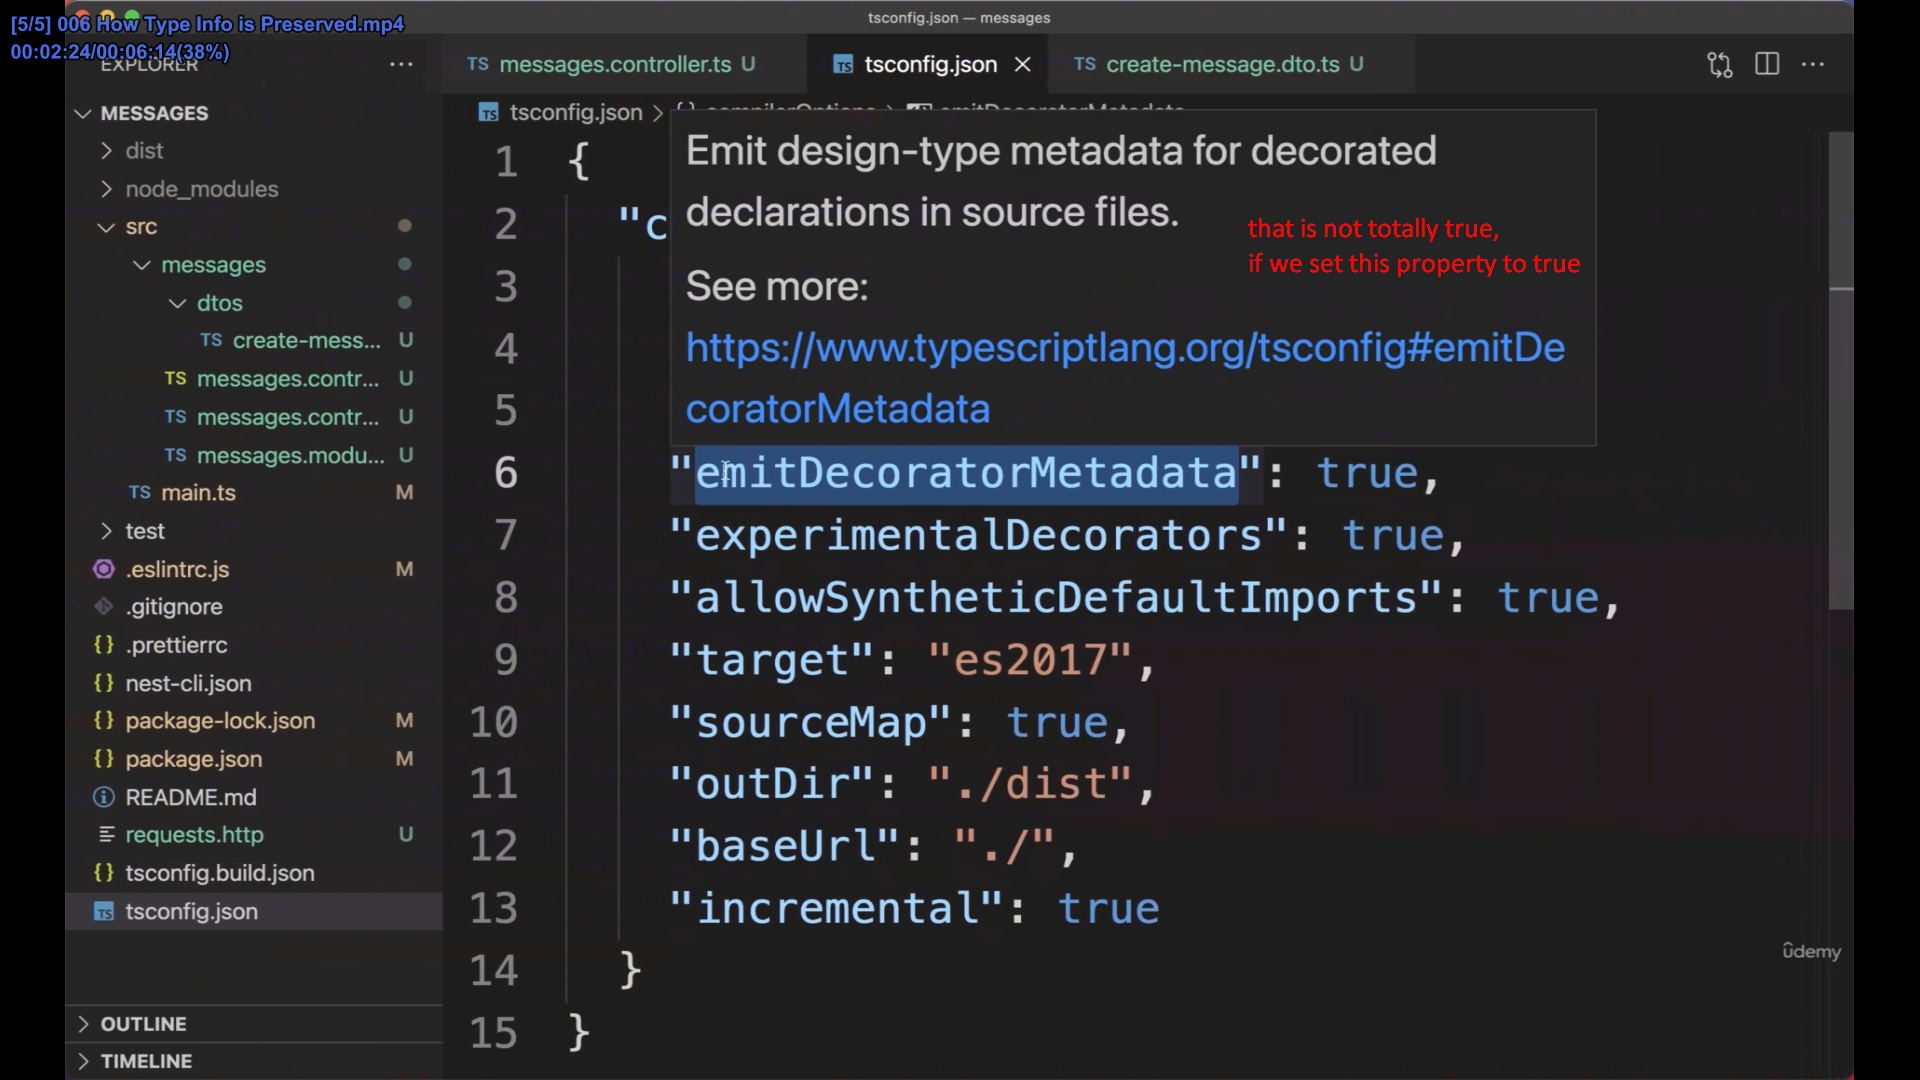 [5/5] 006 How Type Info is Preserved.mp4
00:02:24/00:06:14(38%)
tsconfig.json — messages
EXPLORER
TS messages.controller.ts U
TS tsconfig.json
TS create-message.dto.ts U
MESSAGES
dist
node_modules
src
messages
dtos
TS create-mess... U
TS messages.contr... U
TS messages.contr... U
TS messages.modu... U
TS main.ts M
test
.eslintrc.js M
.gitignore
{} .prettierrc
{} nest-cli.json
{} package-lock.json M
{} package.json M
README.md
requests.http U
{} tsconfig.build.json
TS tsconfig.json
OUTLINE
TIMELINE
TS tsconfig.json > {} compilerOptions > emitDecoratorMetadata
Emit design-type metadata for decorated
declarations in source files.
See more:
https://www.typescriptlang.org/tsconfig#emitDe
coratorMetadata
that is not totally true,
if we set this property to true
1 {
2 "c
3
4
5
6 "emitDecoratorMetadata": true,
7 "experimentalDecorators": true,
8 "allowSyntheticDefaultImports": true,
9 "target": "es2017",
10 "sourceMap": true,
11 "outDir": "./dist",
12 "baseUrl": "./",
13 "incremental": true
14 }
15 }
ûdemy